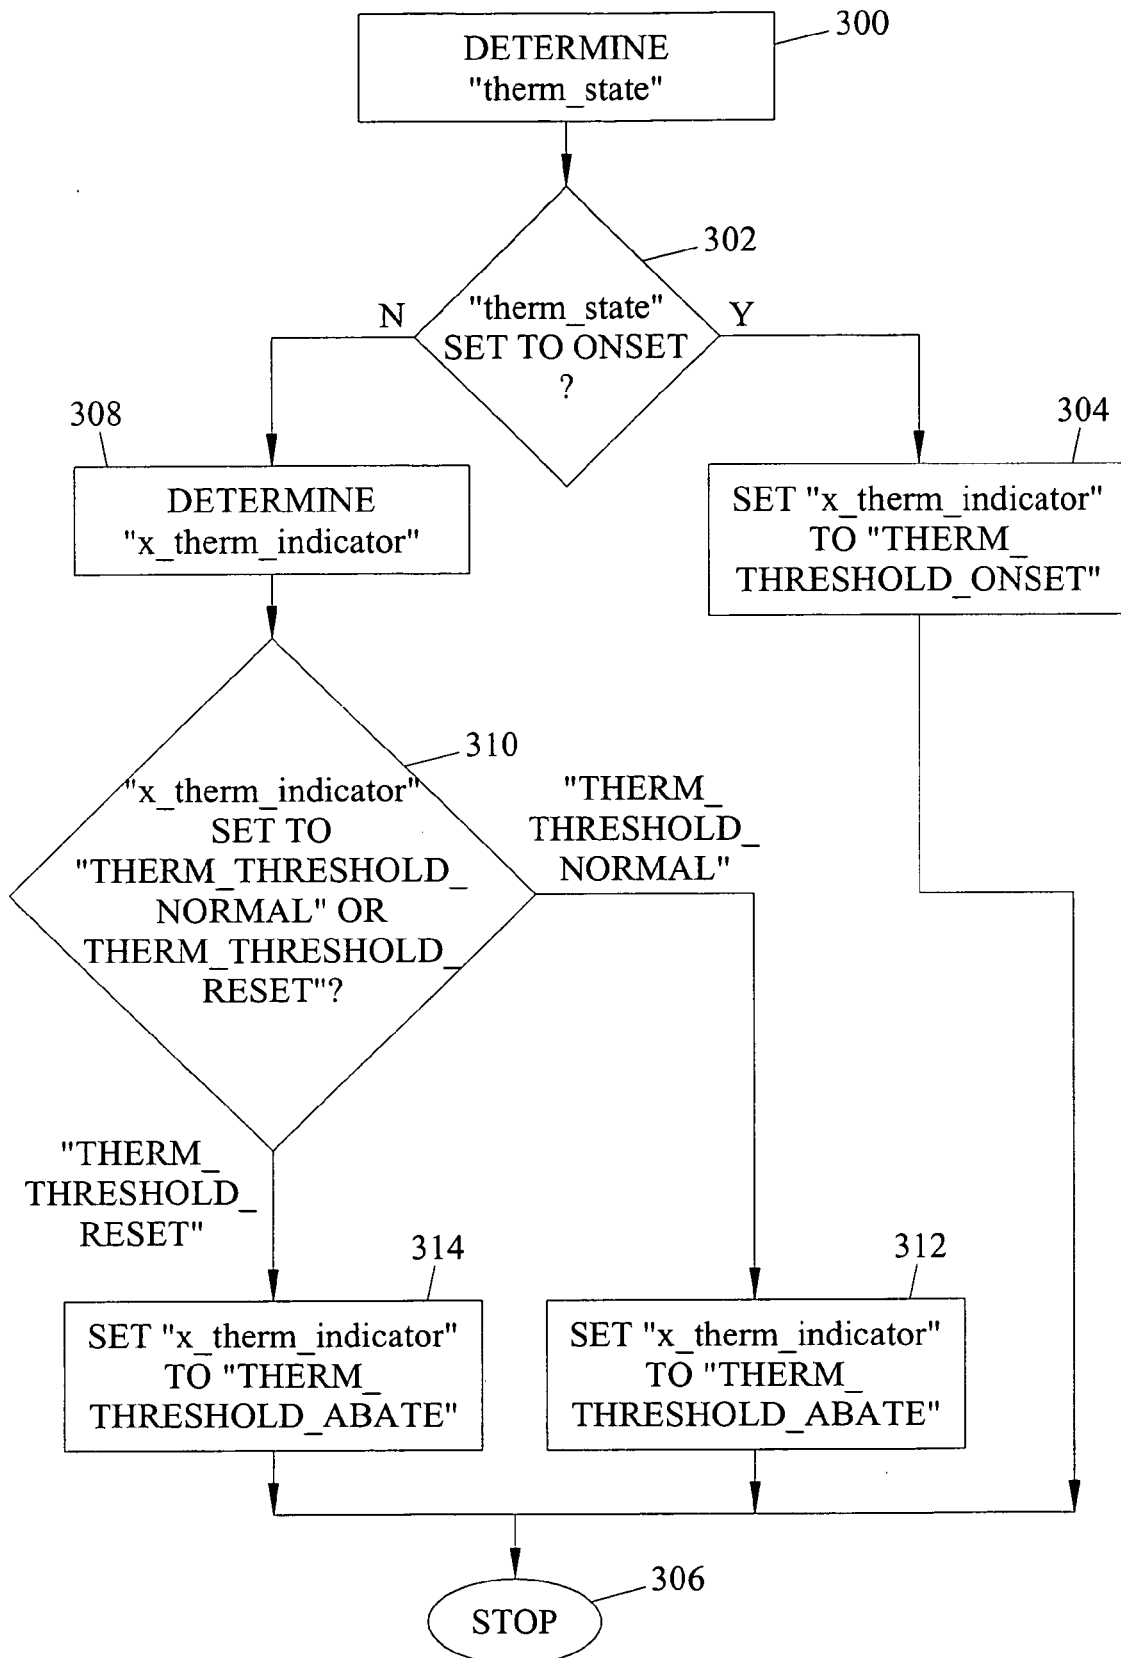 300
DETERMINE
"therm_state"
302
"therm_state"
SET TO ONSET
?
N
Y
308
304
DETERMINE
"x_therm_indicator"
SET "x_therm_indicator"
TO "THERM_
THRESHOLD_ONSET"
310
"x_therm_indicator"
SET TO
"THERM_THRESHOLD_
NORMAL" OR
THERM_THRESHOLD_
RESET"?
"THERM_
THRESHOLD_
NORMAL"
"THERM_
THRESHOLD_
RESET"
314
312
SET "x_therm_indicator"
TO "THERM_
THRESHOLD_ABATE"
SET "x_therm_indicator"
TO "THERM_
THRESHOLD_ABATE"
306
STOP